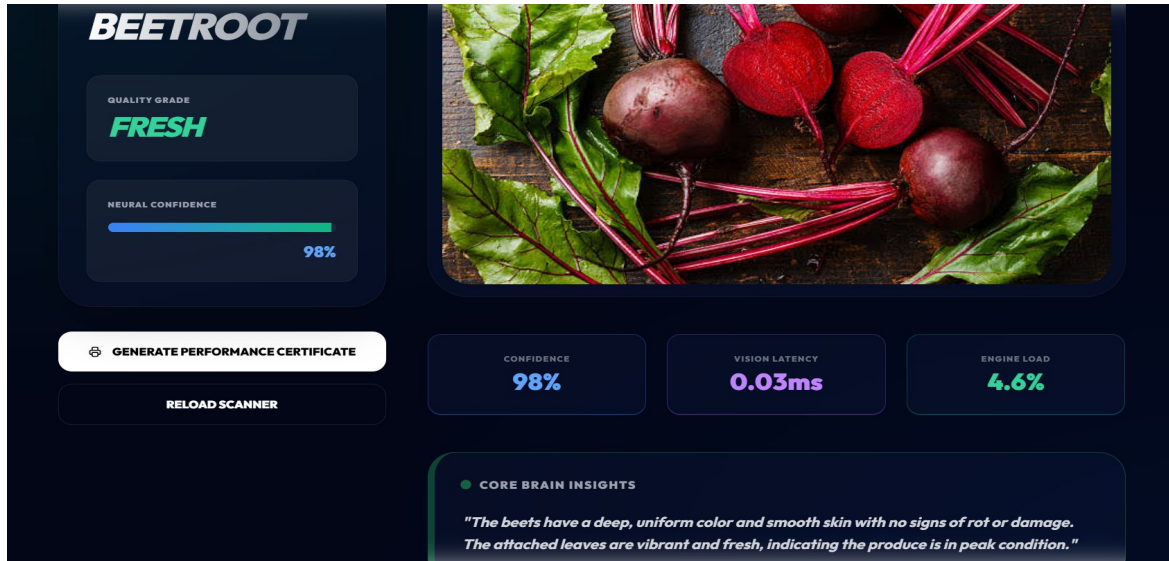 BEETROOT
QUALITY GRADE
FRESH
NEURAL CONFIDENCE
98%
GENERATE PERFORMANCE CERTIFICATE
RELOAD SCANNER
CONFIDENCE
98%
VISION LATENCY
0.03ms
ENGINE LOAD
4.6%
CORE BRAIN INSIGHTS
"The beets have a deep, uniform color and smooth skin with no signs of rot or damage.
The attached leaves are vibrant and fresh, indicating the produce is in peak condition."